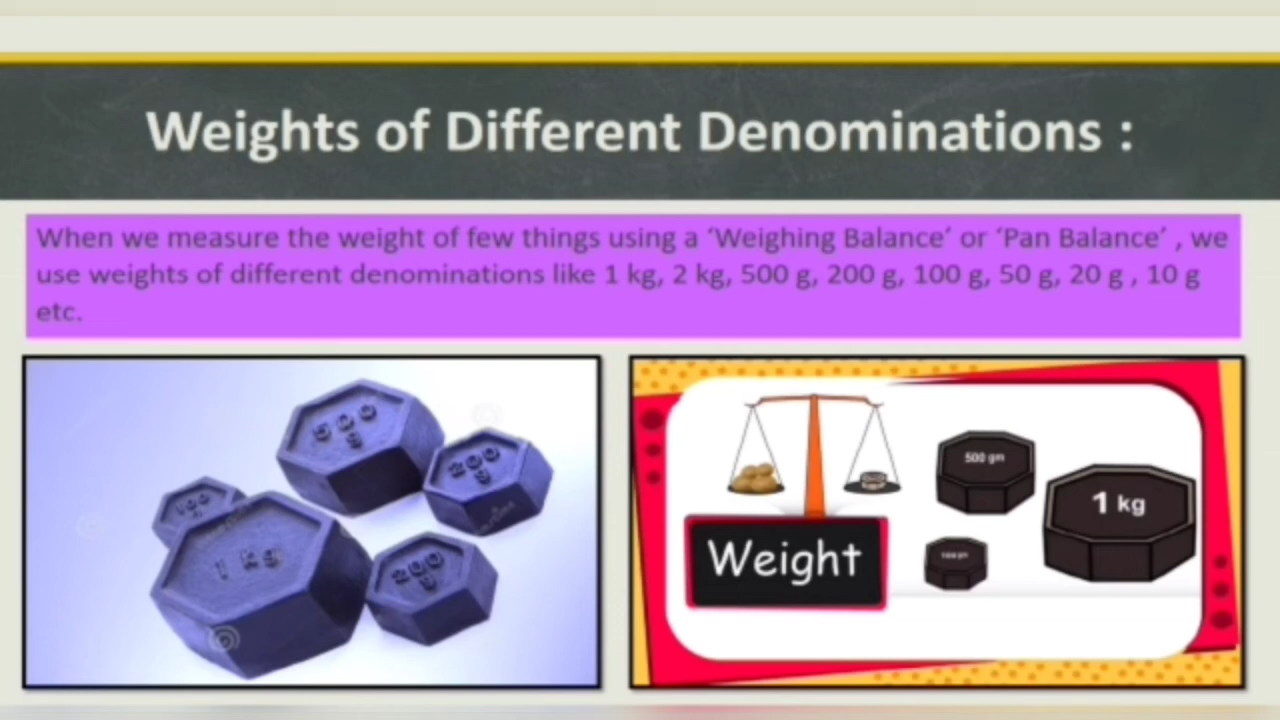 Weights of Different Denominations :
When we measure the weight of few things using a ‘Weighing Balance’ or ‘Pan Balance’ , we
use weights of different denominations like 1 kg, 2 kg, 500 g, 200 g, 100 g, 50 g, 20 g , 10 g
etc.
500
g
200
g
100
1 kg
200
g
500 gm
1 kg
Weight